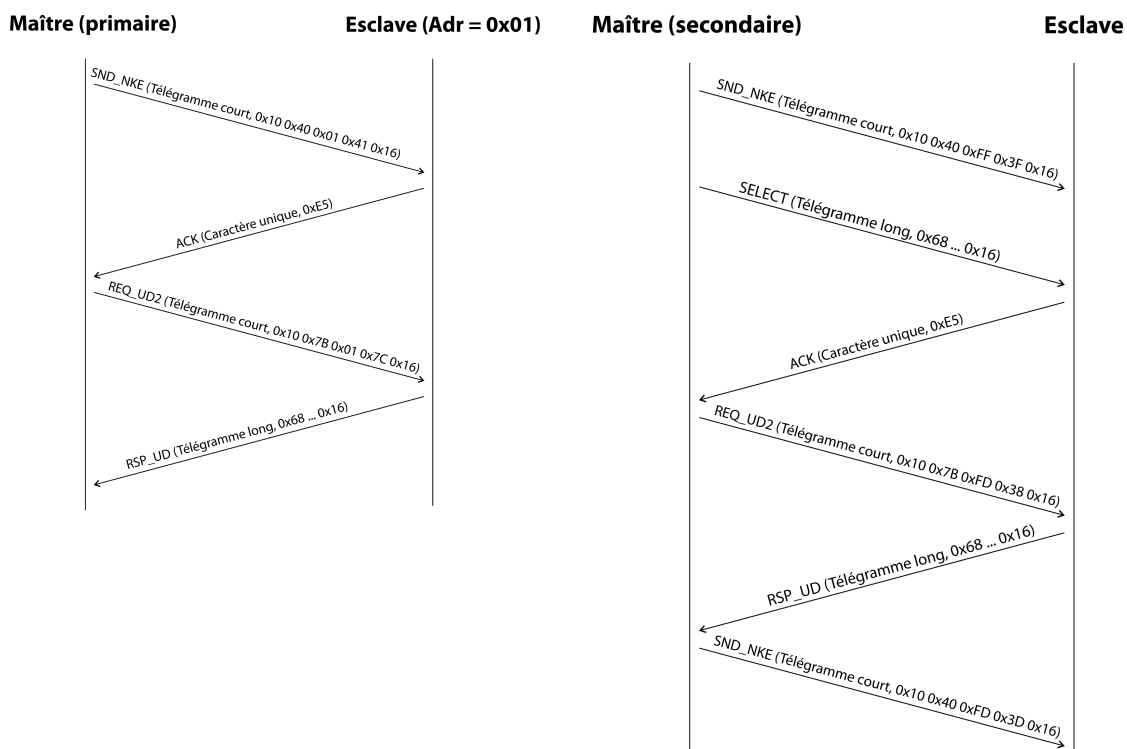 Maître (primaire)
Esclave (Adr = 0x01)
SND_NKE (Télégramme court, 0x10 0x40 0x01 0x41 0x16)
ACK (Caractère unique, 0xE5)
REQ_UD2 (Télégramme court, 0x10 0x7B 0x01 0x7C 0x16)
RSP_UD (Télégramme long, 0x68 ... 0x16)
Maître (secondaire)
Esclave
SND_NKE (Télégramme court, 0x10 0x40 0xFF 0x3F 0x16)
SELECT (Télégramme long, 0x68 ... 0x16)
ACK (Caractère unique, 0xE5)
REQ_UD2 (Télégramme court, 0x10 0x7B 0xFD 0x38 0x16)
RSP_UD (Télégramme long, 0x68 ... 0x16)
SND_NKE (Télégramme court, 0x10 0x40 0xFD 0x3D 0x16)